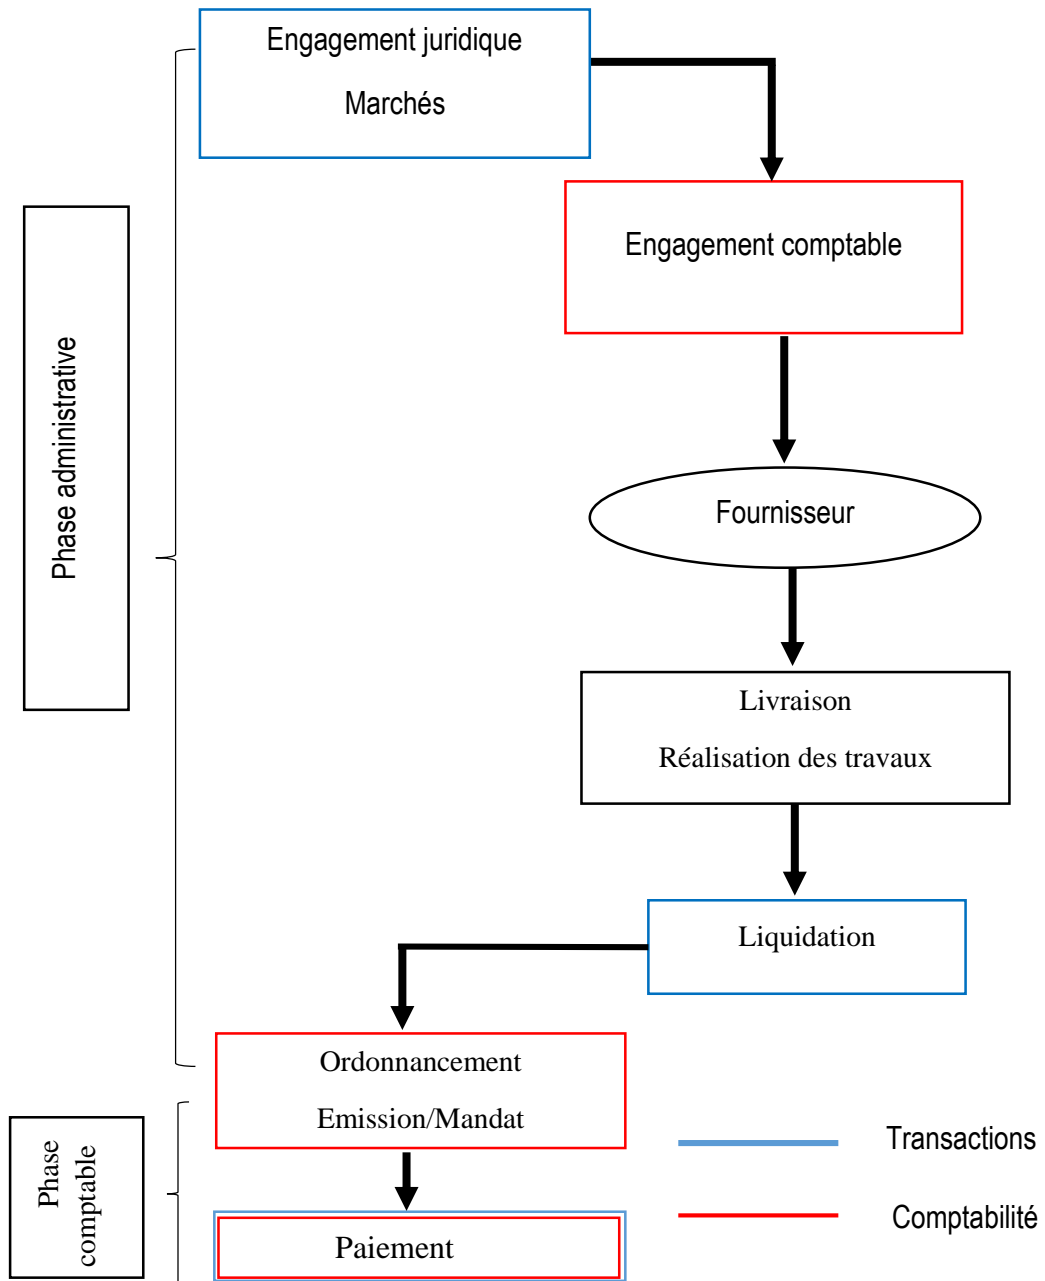 Engagement juridique
Marchés
Engagement comptable
Phase administrative
Fournisseur
Livraison
Réalisation des travaux
Liquidation
Ordonnancement
Emission/Mandat
Phase
comptable
Paiement
Transactions
Comptabilité